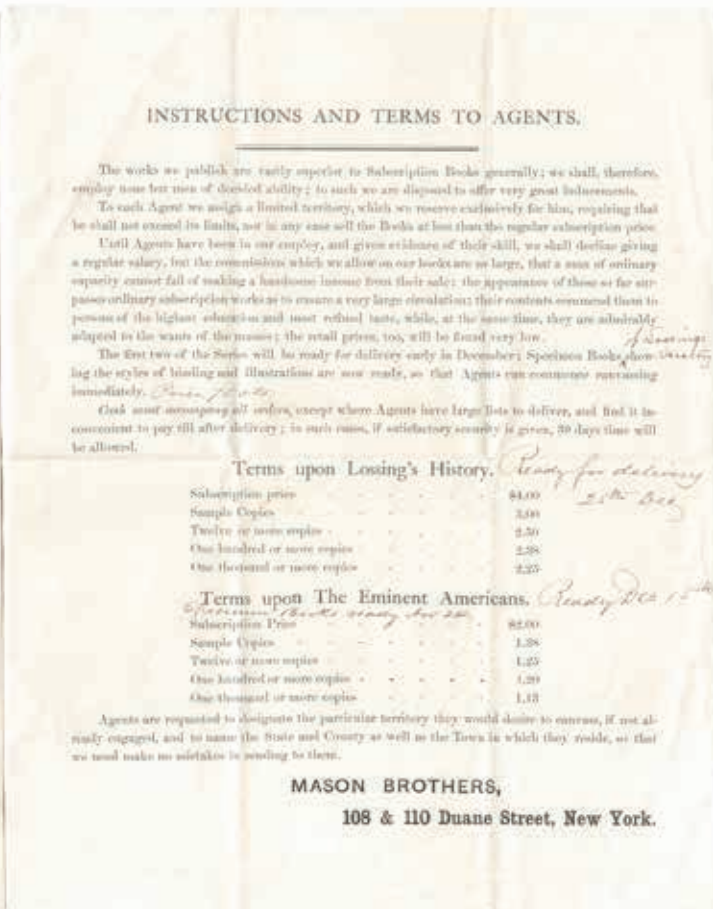 INSTRUCTIONS AND TERMS TO AGENTS.
The works we publish are vastly superior to Subscription Books generally; we shall, therefore,
employ none but men of decided ability; to such we are disposed to offer very great inducements.
To each Agent we assign a limited territory, which we reserve exclusively for him, requiring that
he shall not exceed its limits, nor in any case sell the Books at less than the regular subscription price.
Until Agents have been in our employ, and given evidence of their skill, we shall decline giving
a regular salary, but the commissions which we allow on our books are so large, that a man of ordinary
capacity cannot fail of making a handsome income from their sale; the appearance of these so far sur-
passes ordinary subscription works as to ensure a very large circulation; their contents commend them to
persons of the highest education and most refined taste, while, at the same time, they are admirably
adapted to the wants of the masses; the retail prices, too, will be found very low.
of Lossings
The first two of the Series will be ready for delivery early in December; Specimen Books show-
History
ing the styles of binding and illustrations are now ready, so that Agents can commence canvassing
immediately.
Cash must accompany all orders, except where Agents have large lists to deliver, and find it in-
convenient to pay till after delivery; in such cases, if satisfactory security is given, 30 days time will
be allowed.
Terms upon Lossing's History. Ready for delivery
25th Dec
Subscription price $4.00
Sample Copies 3.00
Twelve or more copies 2.50
One hundred or more copies 2.38
One thousand or more copies 2.25
Terms upon The Eminent Americans. Ready Dec 15th
Specimen Books ready Nov 24
Subscription Price $2.00
Sample Copies 1.38
Twelve or more copies 1.25
One hundred or more copies 1.20
One thousand or more copies 1.13
Agents are requested to designate the particular territory they would desire to canvass, if not al-
ready engaged, and to name the State and County as well as the Town in which they reside, so that
we need make no mistakes in sending to them.
MASON BROTHERS,
108 & 110 Duane Street, New York.